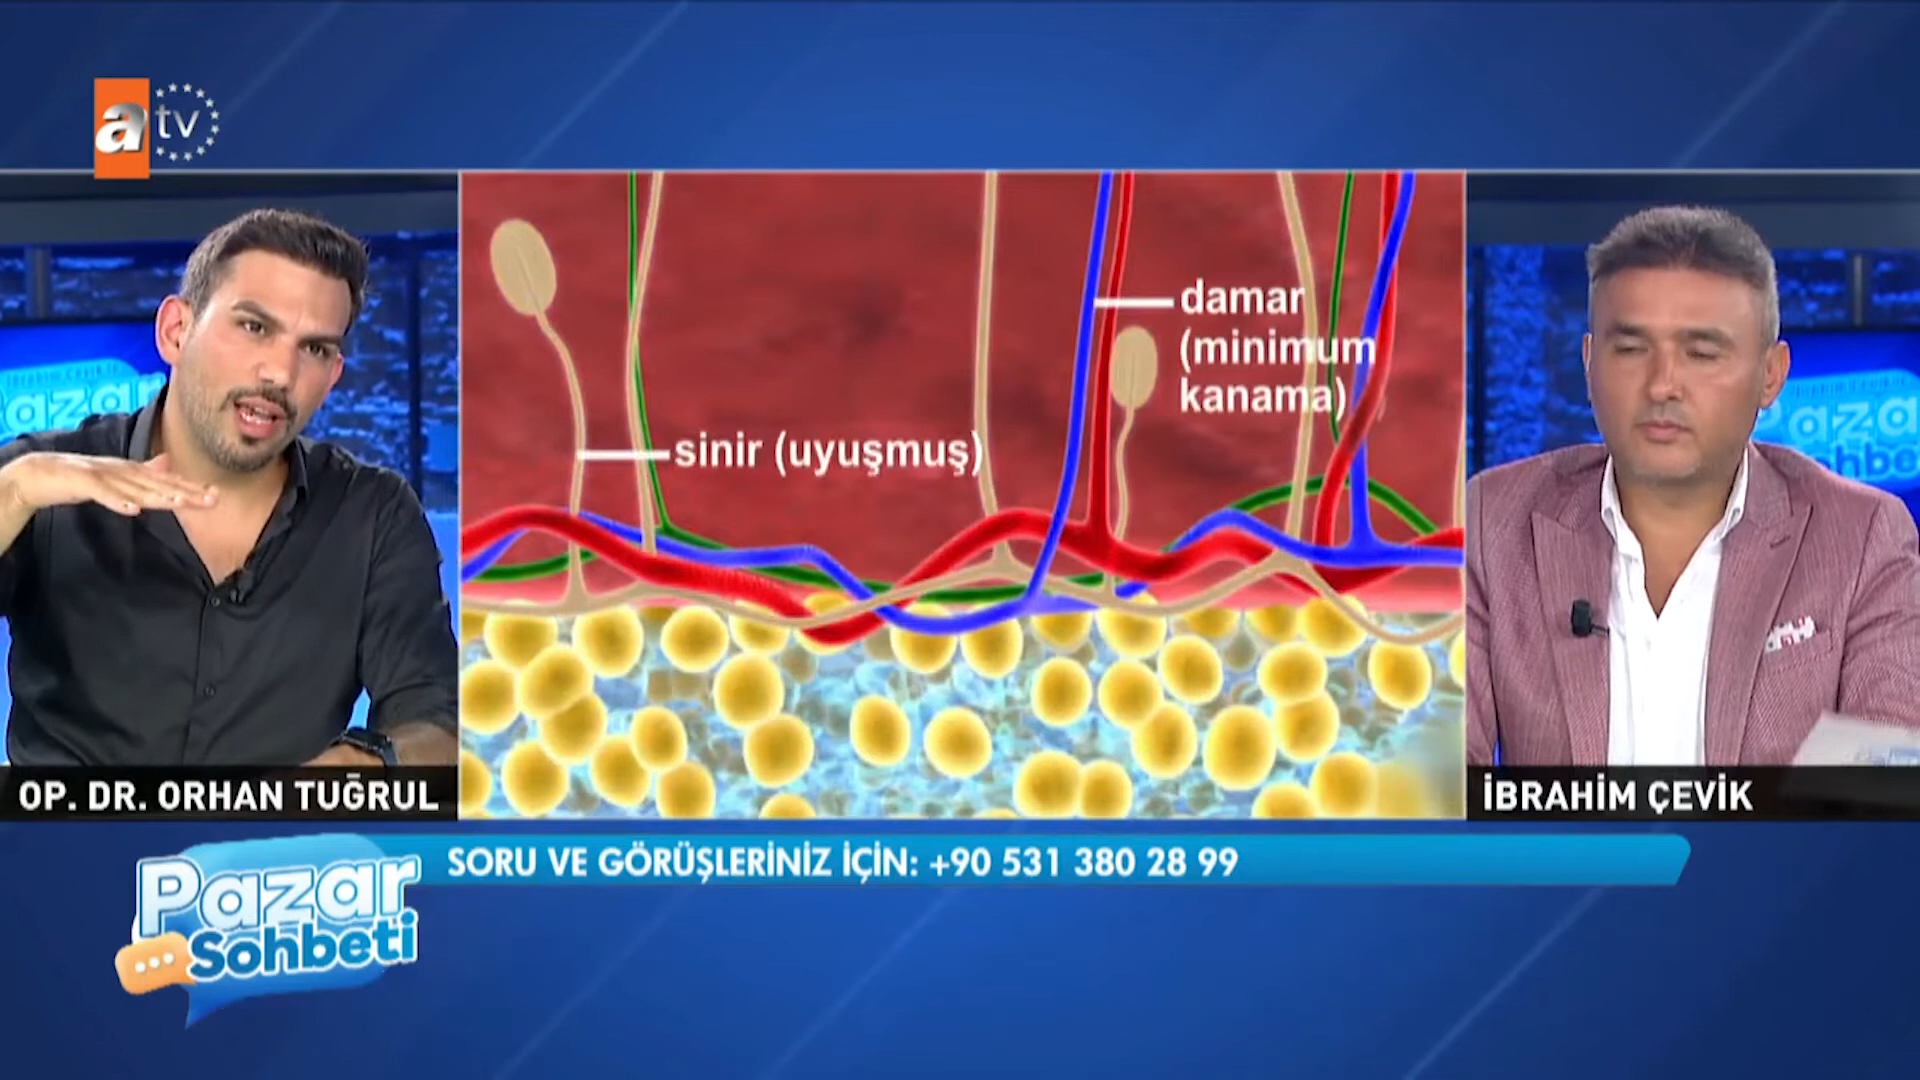 a tv
damar
(minimum
kanama)
sinir (uyuşmuş)
OP. DR. ORHAN TUĞRUL
İBRAHİM ÇEVİK
SORU VE GÖRÜŞLERİNİZ İÇİN: +90 531 380 28 99
Pazar
Sohbeti